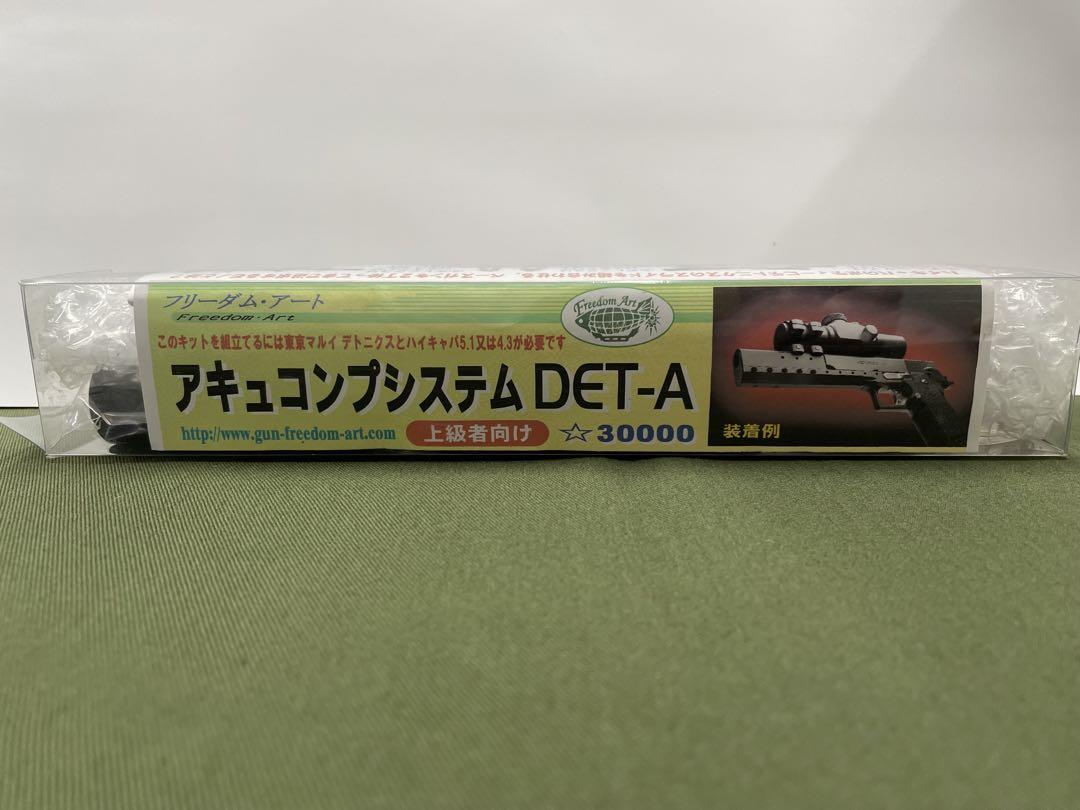 フリーダム・アート
Freedom・Art
Freedom Art
このキットを組立てるには東京マルイ デトニクスとハイキャパ5.1又は4.3が必要です
アキュコンプシステム DET-A
http://www.gun-freedom-art.com
上級者向け
☆30000
装着例